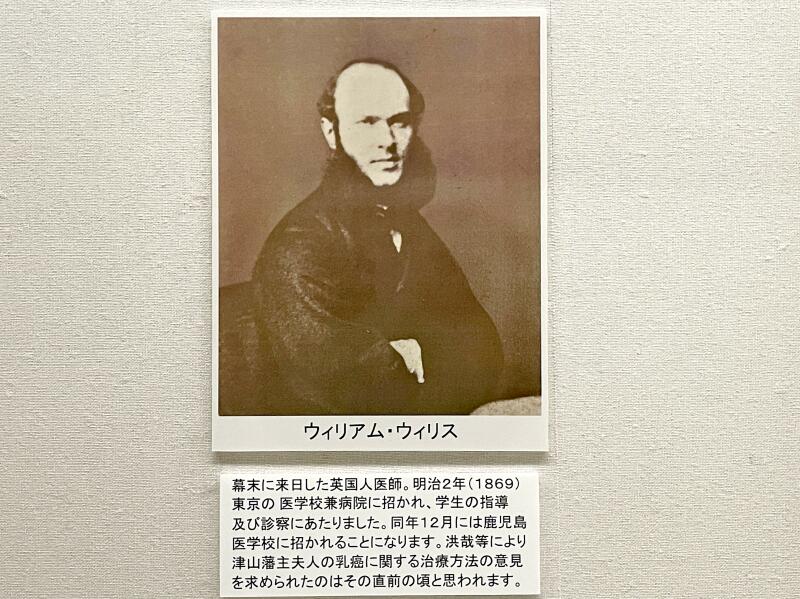 ウィリアム・ウィリス
幕末に来日した英国人医師。明治2年(1869)
東京の 医学校兼病院に招かれ、学生の指導
及び診察にあたりました。同年12月には鹿児島
医学校に招かれることになります。洪哉等により
津山藩主夫人の乳癌に関する治療方法の意見
を求められたのはその直前の頃と思われます。